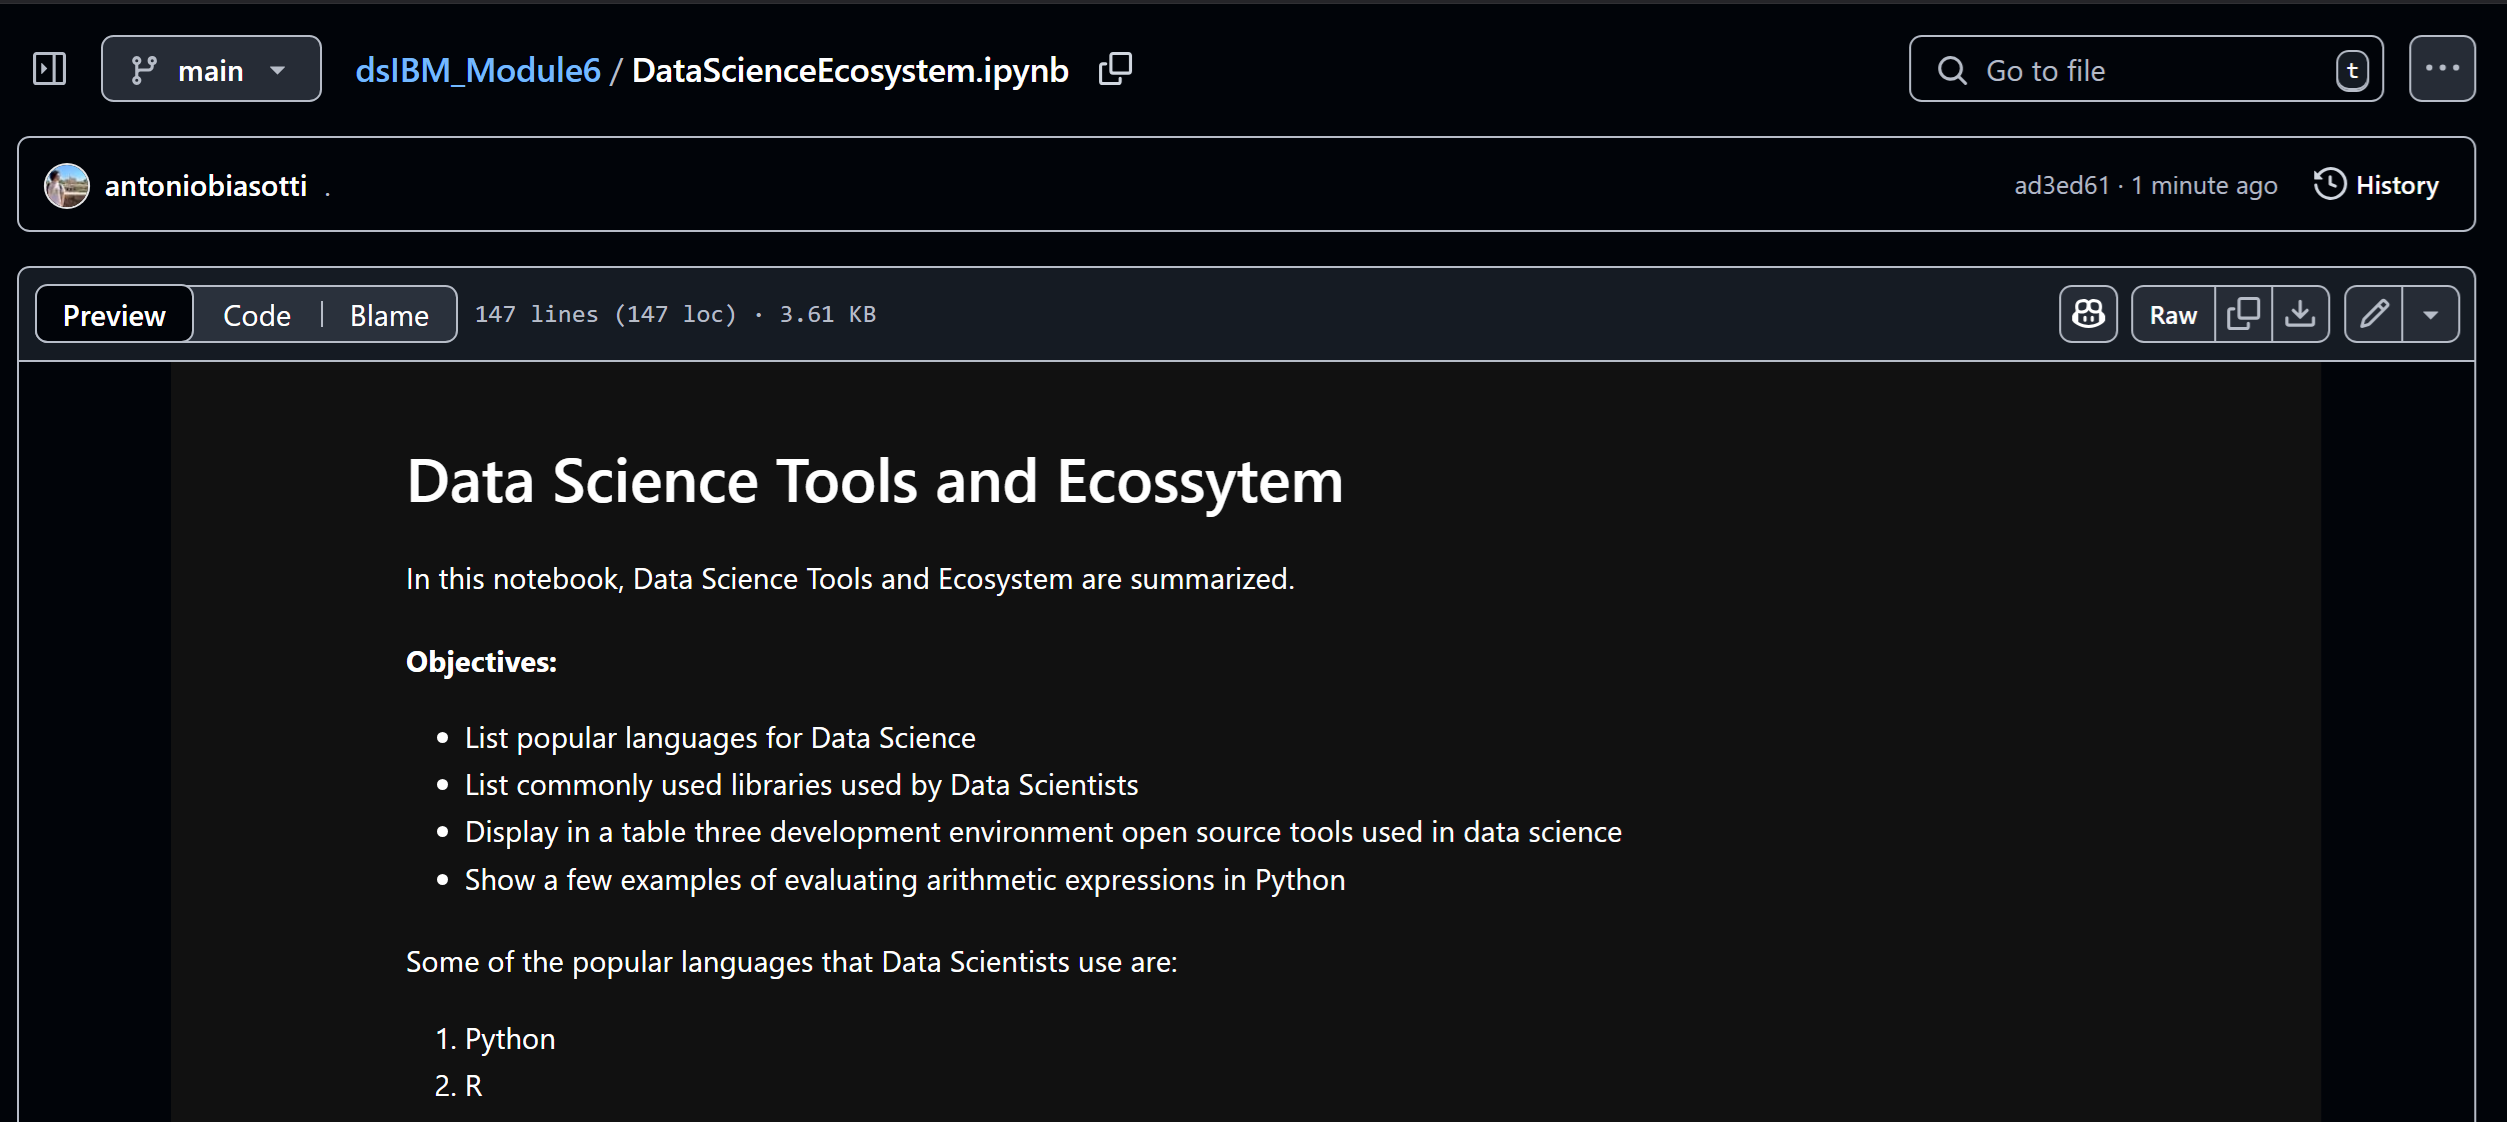 main
dsIBM_Module6 / DataScienceEcosystem.ipynb
Go to file
t
antoniobiasotti .
ad3ed61 · 1 minute ago
History
Preview
Code
Blame
147 lines (147 loc) · 3.61 KB
Raw
Data Science Tools and Ecossytem
In this notebook, Data Science Tools and Ecosystem are summarized.
Objectives:
• List popular languages for Data Science
• List commonly used libraries used by Data Scientists
• Display in a table three development environment open source tools used in data science
• Show a few examples of evaluating arithmetic expressions in Python
Some of the popular languages that Data Scientists use are:
1. Python
2. R